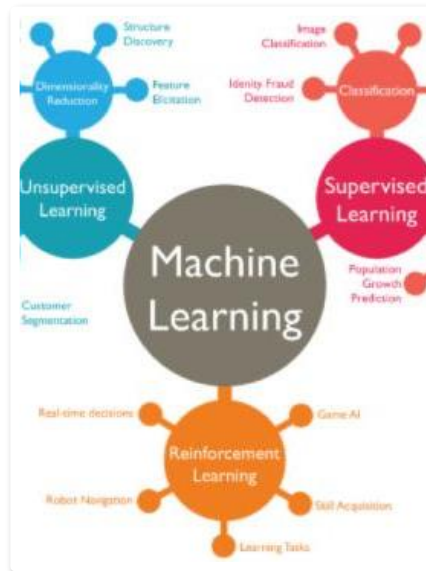 Structure
Discovery
Image
Classification
Dimensionality
Reduction
Feature
Elicitation
Idenity Fraud
Detection
Classification
Unsupervised
Learning
Supervised
Learning
Machine
Learning
Customer
Segmentation
Population
Growth
Prediction
Real-time decisions
Game AI
Reinforcement
Learning
Robot Navigation
Skill Acquisition
Learning Tasks